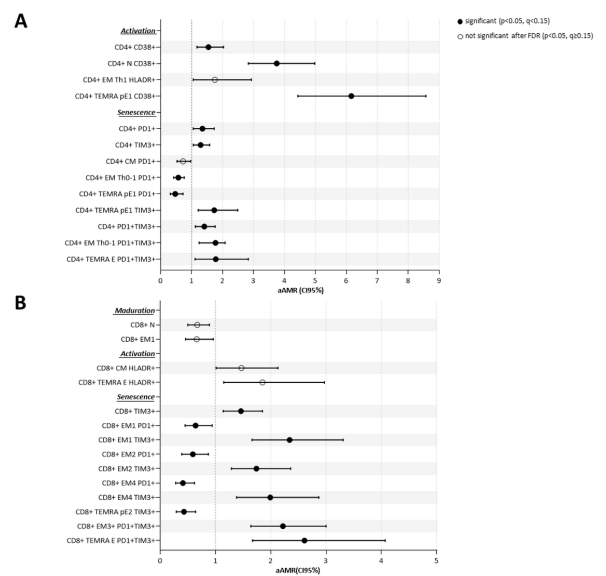 A
significant (p<0.05, q<0.15)
not significant after FDR (p<0.05, q≥0.15)
Activation
CD4+ CD38+
CD4+ N CD38+
CD4+ EM Th1 HLADR+
CD4+ TEMRA pE1 CD38+
Senescence
CD4+ PD1+
CD4+ TIM3+
CD4+ CM PD1+
CD4+ EM Th0-1 PD1+
CD4+ TEMRA pE1 PD1+
CD4+ TEMRA pE1 TIM3+
CD4+ PD1+TIM3+
CD4+ EM Th0-1 PD1+TIM3+
CD4+ TEMRA E PD1+TIM3+
0 1 2 3 4 5 6 7 8 9
aAMR (CI95%)
B
Maduration
CD8+ N
CD8+ EM1
Activation
CD8+ CM HLADR+
CD8+ TEMRA E HLADR+
Senescence
CD8+ TIM3+
CD8+ EM1 PD1+
CD8+ EM1 TIM3+
CD8+ EM2 PD1+
CD8+ EM2 TIM3+
CD8+ EM4 PD1+
CD8+ EM4 TIM3+
CD8+ TEMRA pE2 TIM3+
CD8+ EM3+ PD1+TIM3+
CD8+ TEMRA E PD1+TIM3+
0 1 2 3 4 5
aAMR(CI95%)